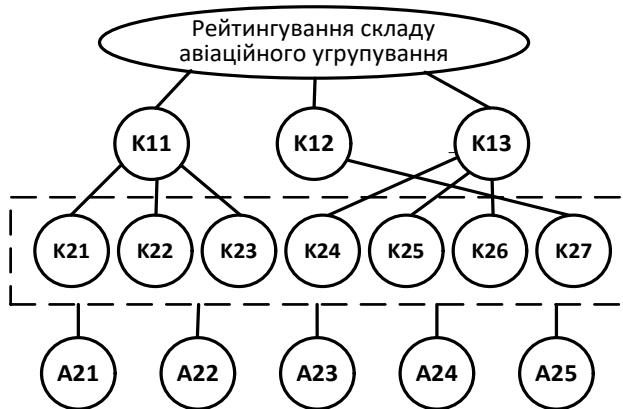 Рейтингування складу
авіаційного угрупування
К11 К12 К13
К21 К22 К23 К24 К25 К26 К27
А21 А22 А23 А24 А25